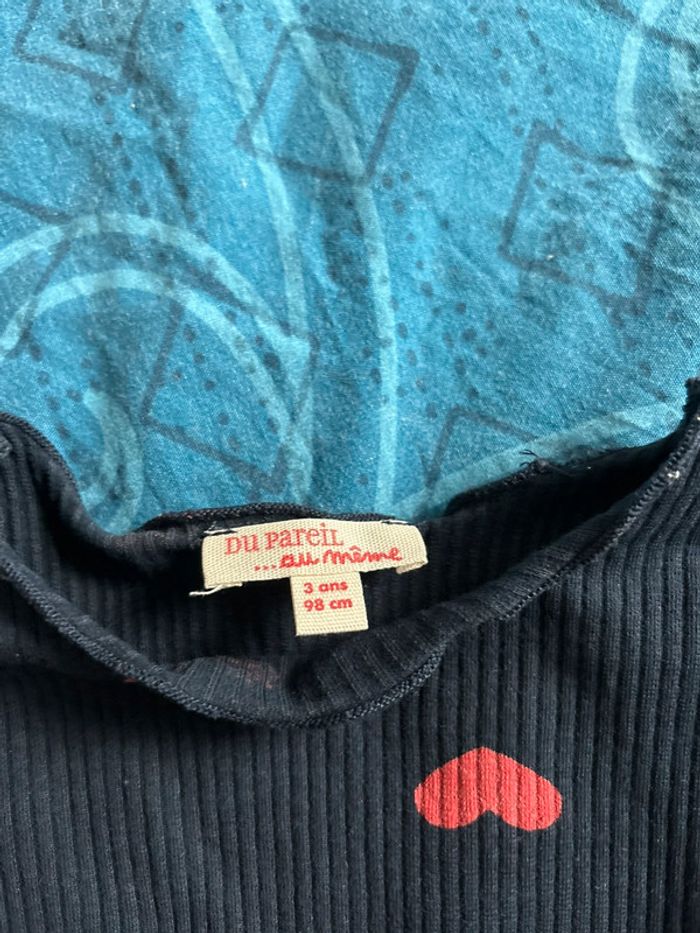 DU PAREIL
...au même
3 ans
98 cm